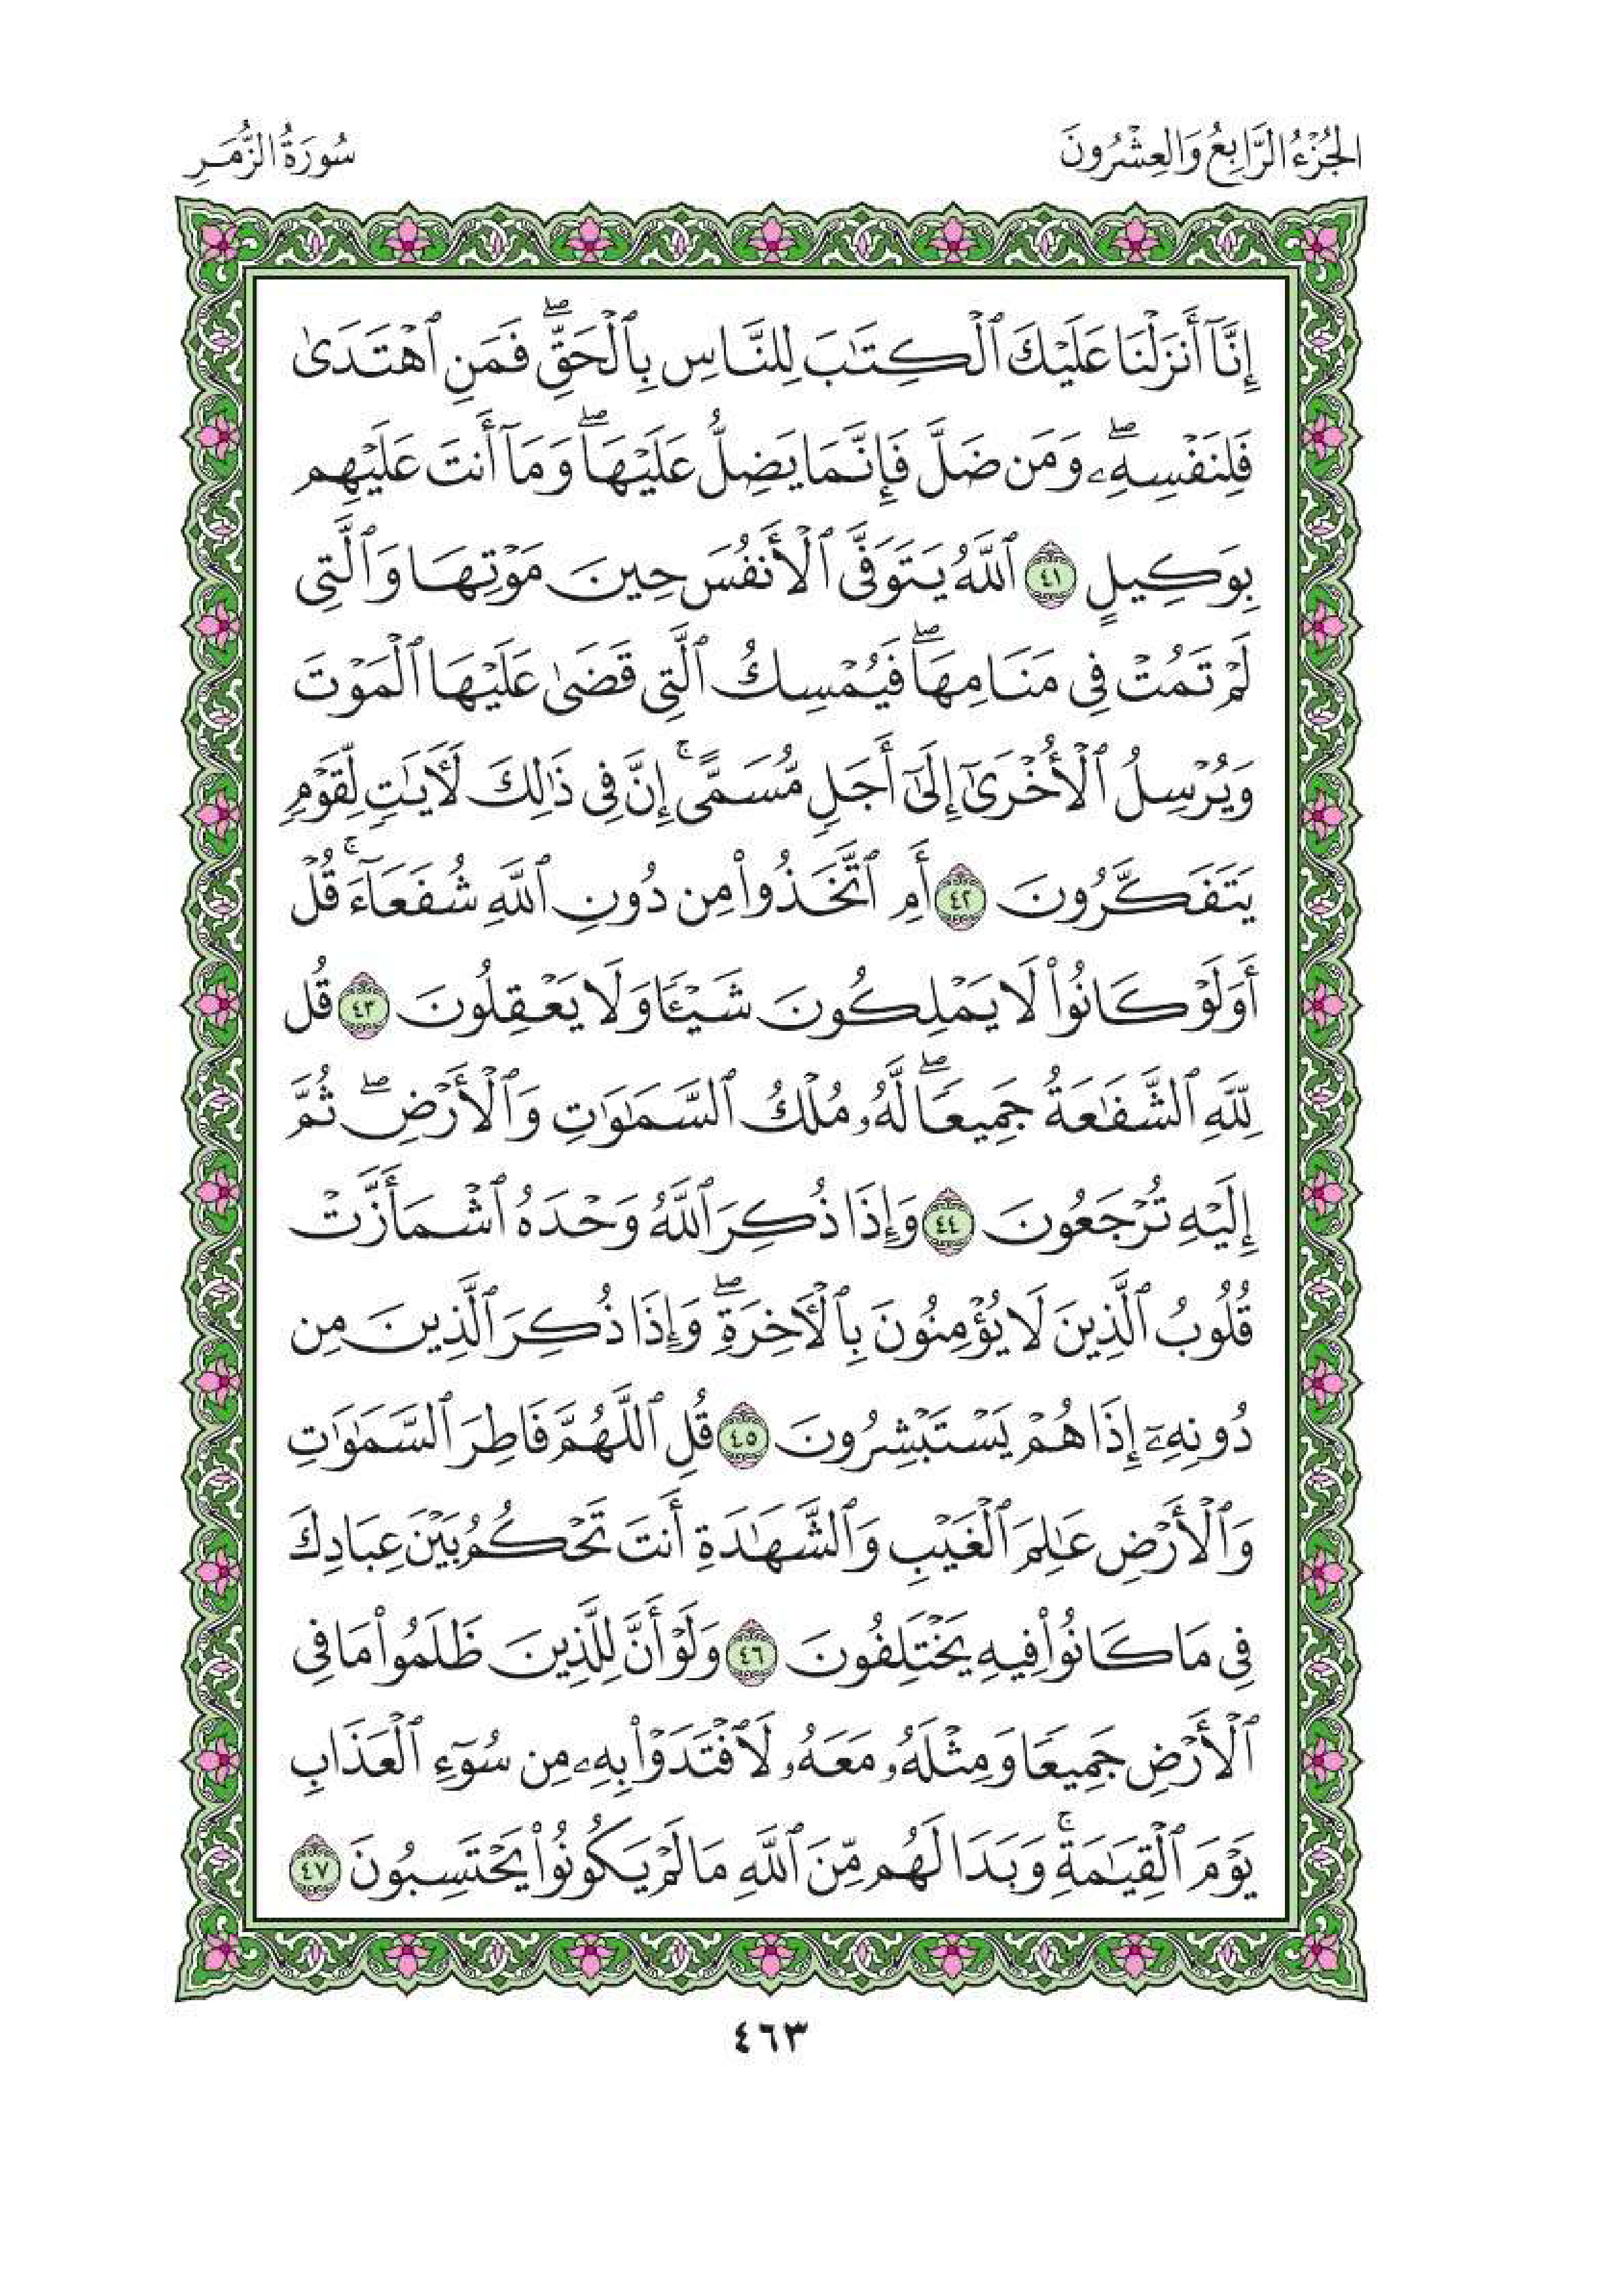 الجُزْءُ الرَّابِعُ وَالعِشْرُونَ
سُورَةُ الزُّمَرِ
إِنَّآ أَنزَلْنَا عَلَيْكَ ٱلْكِتَٰبَ لِلنَّاسِ بِٱلْحَقِّۖ فَمَنِ ٱهْتَدَىٰ
فَلِنَفْسِهِۦۖ وَمَن ضَلَّ فَإِنَّمَا يَضِلُّ عَلَيْهَاۖ وَمَآ أَنتَ عَلَيْهِم
بِوَكِيلٍ ٤١ ٱللَّهُ يَتَوَفَّى ٱلْأَنفُسَ حِينَ مَوْتِهَا وَٱلَّتِى
لَمْ تَمُتْ فِى مَنَامِهَاۖ فَيُمْسِكُ ٱلَّتِى قَضَىٰ عَلَيْهَا ٱلْمَوْتَ
وَيُرْسِلُ ٱلْأُخْرَىٰٓ إِلَىٰٓ أَجَلٍ مُّسَمًّىۚ إِنَّ فِى ذَٰلِكَ لَءَايَٰتٍ لِّقَوْمٍ
يَتَفَكَّرُونَ ٤٢ أَمِ ٱتَّخَذُوا۟ مِن دُونِ ٱللَّهِ شُفَعَآءَۚ قُلْ
أَوَلَوْ كَانُوا۟ لَا يَمْلِكُونَ شَيْـًٔا وَلَا يَعْقِلُونَ ٤٣ قُل
لِّلَّهِ ٱلشَّفَٰعَةُ جَمِيعًاۖ لَّهُۥ مُلْكُ ٱلسَّمَٰوَٰتِ وَٱلْأَرْضِۖ ثُمَّ
إِلَيْهِ تُرْجَعُونَ ٤٤ وَإِذَا ذُكِرَ ٱللَّهُ وَحْدَهُ ٱشْمَأَزَّتْ
قُلُوبُ ٱلَّذِينَ لَا يُؤْمِنُونَ بِٱلْءَاخِرَةِۖ وَإِذَا ذُكِرَ ٱلَّذِينَ مِن
دُونِهِۦٓ إِذَا هُمْ يَسْتَبْشِرُونَ ٤٥ قُلِ ٱللَّهُمَّ فَاطِرَ ٱلسَّمَٰوَٰتِ
وَٱلْأَرْضِ عَٰلِمَ ٱلْغَيْبِ وَٱلشَّهَٰدَةِ أَنتَ تَحْكُمُ بَيْنَ عِبَادِكَ
فِى مَا كَانُوا۟ فِيهِ يَخْتَلِفُونَ ٤٦ وَلَوْ أَنَّ لِلَّذِينَ ظَلَمُوا۟ مَا فِى
ٱلْأَرْضِ جَمِيعًا وَمِثْلَهُۥ مَعَهُۥ لَٱفْتَدَوْا۟ بِهِۦ مِن سُوٓءِ ٱلْعَذَابِ
يَوْمَ ٱلْقِيَٰمَةِۚ وَبَدَا لَهُم مِّنَ ٱللَّهِ مَا لَمْ يَكُونُوا۟ يَحْتَسِبُونَ ٤٧
٤٦٣